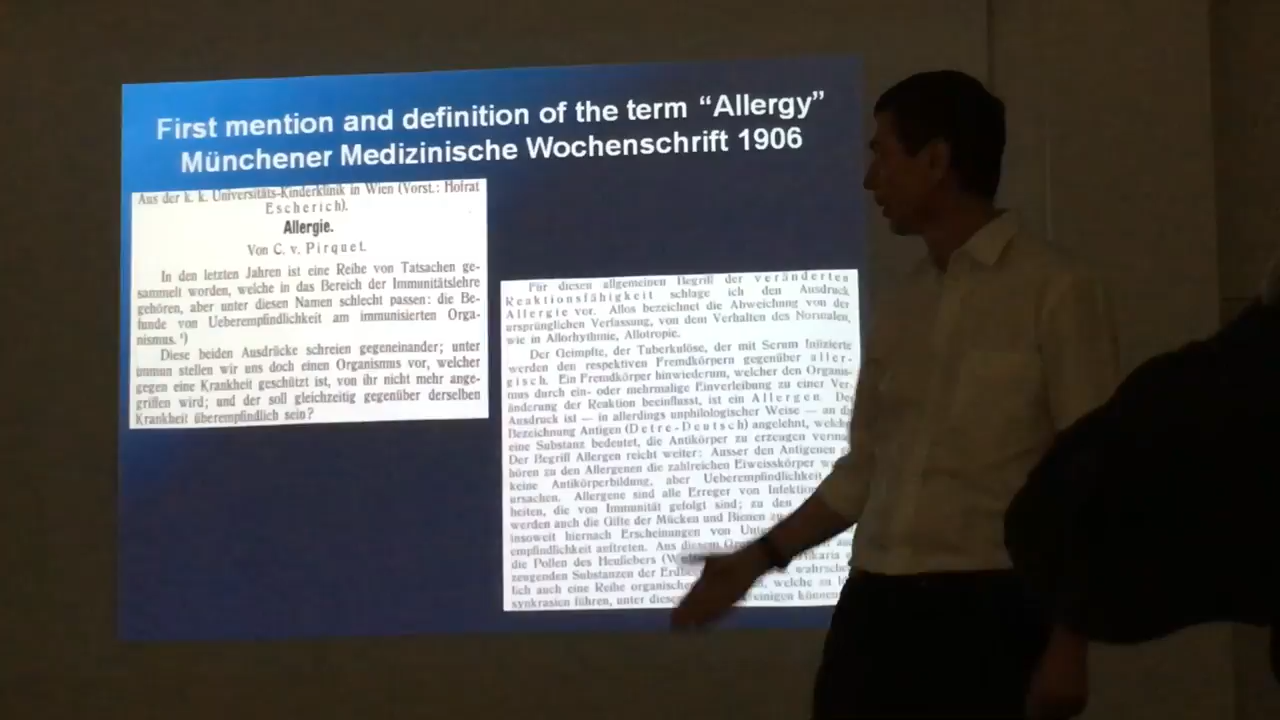 First mention and definition of the term “Allergy”
Münchener Medizinische Wochenschrift 1906
Aus der k. k. Universitäts-Kinderklinik in Wien (Vorst.: Hofrat
Escherich).
Allergie.
Von C. v. Pirquet.
In den letzten Jahren ist eine Reihe von Tatsachen ge-
sammelt worden, welche in das Bereich der Immunitätslehre
gehören, aber unter diesen Namen schlecht passen: die Be-
funde von Ueberempfindlichkeit am immunisierten Orga-
nismus. ¹)
Diese beiden Ausdrücke schreien gegeneinander; unter
immun stellen wir uns doch einen Organismus vor, welcher
gegen eine Krankheit geschützt ist, von ihr nicht mehr ange-
griffen wird; und der soll gleichzeitig gegenüber derselben
Krankheit überempfindlich sein?
Für diesen allgemeinen Begriff der veränderten
Reaktionsfähigkeit schlage ich den Ausdruck
Allergie vor. Allos bezeichnet die Abweichung von der
ursprünglichen Verfassung, von dem Verhalten des Normalen,
wie in Allorhythmie, Allotropie.
Der Geimpfte, der Tuberkulöse, der mit Serum Injizierte
werden den respektiven Fremdkörpern gegenüber aller-
gisch. Ein Fremdkörper hinwiederum, welcher den Organis-
mus durch ein- oder mehrmalige Einverleibung zu einer Ver-
änderung der Reaktion beeinflusst, ist ein Allergen. Der
Ausdruck ist — in allerdings unphilologischer Weise — an
Bezeichnung Antigen (Detre-Deutsch) angelehnt, welche
eine Substanz bedeutet, die Antikörper zu erzeugen
Der Begriff Allergen reicht weiter: Ausser den Antigenen
hören zu den Allergenen die zahlreichen Eiweisskörper
keine Antikörperbildung, aber Ueberempfindlichkeit
ursachen. Allergene sind alle Erreger von Infektion
heiten, die von Immunität gefolgt sind; zu den
werden auch die Gifte der Mücken und Bienen
insoweit hiernach Erscheinungen von
empfindlichkeit auftreten. Aus diesem
die Pollen des Heufiebers
zeugenden Substanzen der
lich auch eine Reihe organischer welche zu
synkrasien führen, unter einigen können